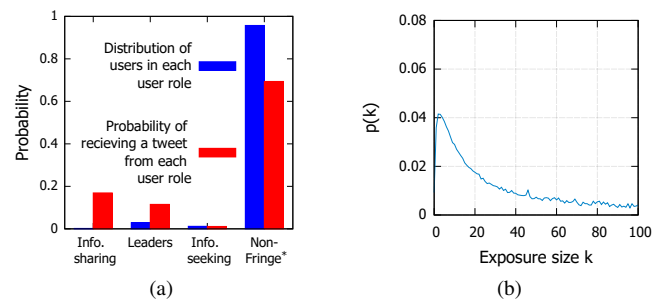 Probability
1
0.8
0.6
0.4
0.2
0
Distribution of
users in each
user role
Probability of
recieving a tweet
from each
user role
Info.
sharing
Leaders
Info.
seeking
Non-
Fringe*
(a)
p(k)
0.08
0.06
0.04
0.02
0.00
0 20 40 60 80 100
Exposure size k
(b)